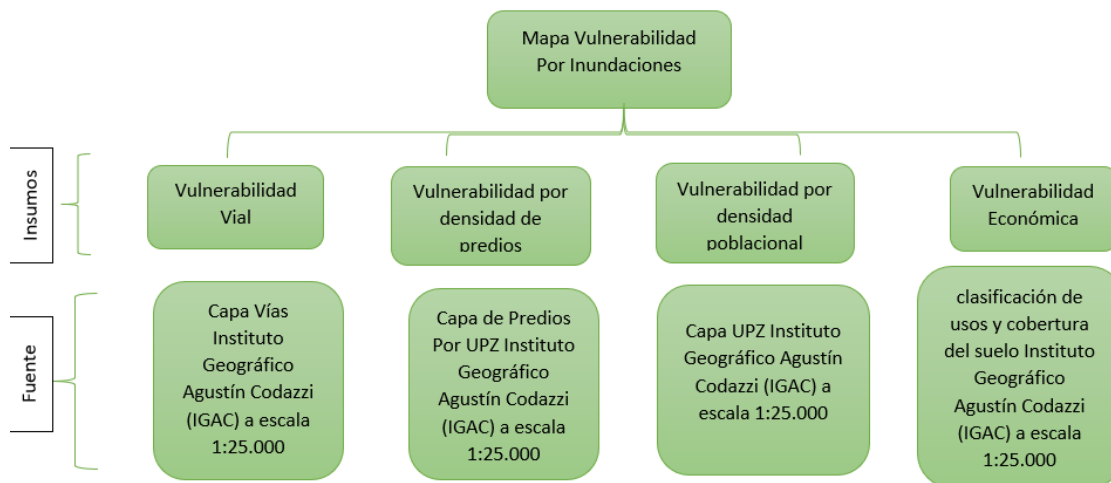 Mapa Vulnerabilidad
Por Inundaciones
Insumos
Vulnerabilidad
Vial
Vulnerabilidad por
densidad de
predios
Vulnerabilidad por
densidad
poblacional
Vulnerabilidad
Económica
Fuente
Capa Vías
Instituto
Geográfico
Agustín Codazzi
(IGAC) a escala
1:25.000
Capa de Predios
Por UPZ Instituto
Geográfico
Agustín Codazzi
(IGAC) a escala
1:25.000
Capa UPZ Instituto
Geográfico Agustín
Codazzi (IGAC) a
escala 1:25.000
clasificación de
usos y cobertura
del suelo Instituto
Geográfico
Agustín Codazzi
(IGAC) a escala
1:25.000